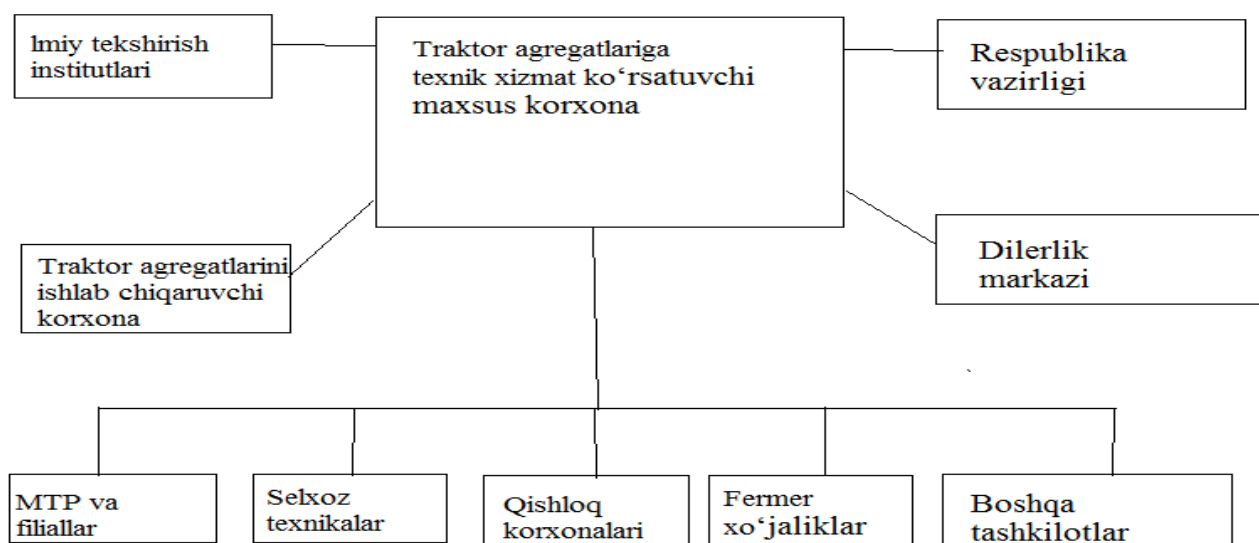 lmiy tekshirish
institutlari
Traktor agregatlariga
texnik xizmat ko‘rsatuvchi
maxsus korxona
Respublika
vazirligi
Traktor agregatlarini
ishlab chiqaruvchi
korxona
Dilerlik
markazi
MTP va
filiallar
Selxoz
texnikalar
Qishloq
korxonalari
Fermer
xo‘jaliklar
Boshqa
tashkilotlar